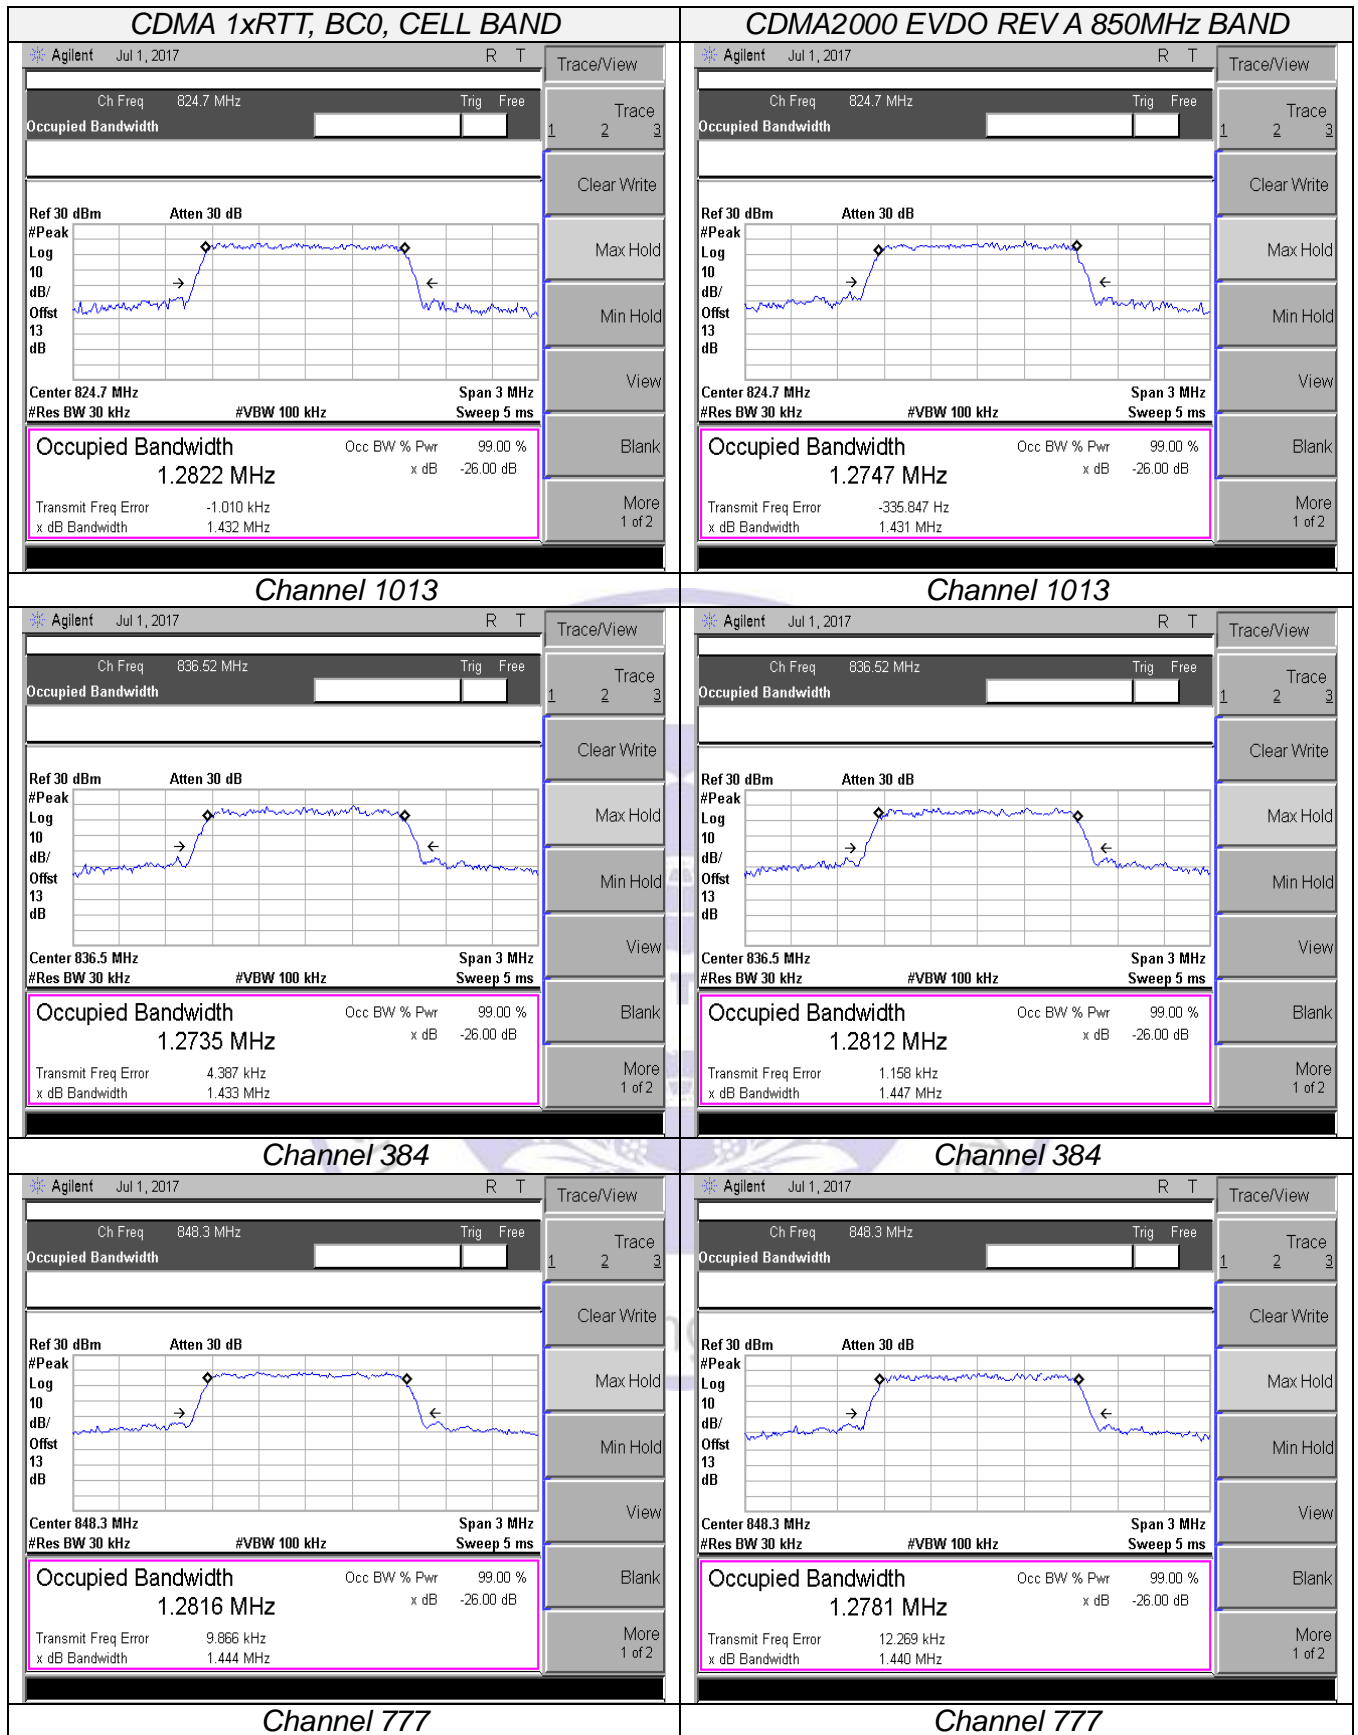 CDMA 1xRTT, BC0, CELL BAND
CDMA2000 EVDO REV A 850MHz BAND
Agilent Jul 1, 2017 R T
Trace/View
Ch Freq 824.7 MHz Trig Free
Occupied Bandwidth
Trace
1 2 3
Clear Write
Ref 30 dBm Atten 30 dB
#Peak
Log
10
dB/
Offst
13
dB
Max Hold
Min Hold
View
Center 824.7 MHz Span 3 MHz
#Res BW 30 kHz #VBW 100 kHz Sweep 5 ms
Occupied Bandwidth Occ BW % Pwr 99.00 %
1.2822 MHz x dB -26.00 dB
Blank
Transmit Freq Error -1.010 kHz
x dB Bandwidth 1.432 MHz
More
1 of 2
Agilent Jul 1, 2017 R T
Trace/View
Ch Freq 824.7 MHz Trig Free
Occupied Bandwidth
Trace
1 2 3
Clear Write
Ref 30 dBm Atten 30 dB
#Peak
Log
10
dB/
Offst
13
dB
Max Hold
Min Hold
View
Center 824.7 MHz Span 3 MHz
#Res BW 30 kHz #VBW 100 kHz Sweep 5 ms
Occupied Bandwidth Occ BW % Pwr 99.00 %
1.2747 MHz x dB -26.00 dB
Blank
Transmit Freq Error -335.847 Hz
x dB Bandwidth 1.431 MHz
More
1 of 2
Channel 1013
Channel 1013
Agilent Jul 1, 2017 R T
Trace/View
Ch Freq 836.52 MHz Trig Free
Occupied Bandwidth
Trace
1 2 3
Clear Write
Ref 30 dBm Atten 30 dB
#Peak
Log
10
dB/
Offst
13
dB
Max Hold
Min Hold
View
Center 836.5 MHz Span 3 MHz
#Res BW 30 kHz #VBW 100 kHz Sweep 5 ms
Occupied Bandwidth Occ BW % Pwr 99.00 %
1.2735 MHz x dB -26.00 dB
Blank
Transmit Freq Error 4.387 kHz
x dB Bandwidth 1.433 MHz
More
1 of 2
Agilent Jul 1, 2017 R T
Trace/View
Ch Freq 836.52 MHz Trig Free
Occupied Bandwidth
Trace
1 2 3
Clear Write
Ref 30 dBm Atten 30 dB
#Peak
Log
10
dB/
Offst
13
dB
Max Hold
Min Hold
View
Center 836.5 MHz Span 3 MHz
#Res BW 30 kHz #VBW 100 kHz Sweep 5 ms
Occupied Bandwidth Occ BW % Pwr 99.00 %
1.2812 MHz x dB -26.00 dB
Blank
Transmit Freq Error 1.158 kHz
x dB Bandwidth 1.447 MHz
More
1 of 2
Channel 384
Channel 384
Agilent Jul 1, 2017 R T
Trace/View
Ch Freq 848.3 MHz Trig Free
Occupied Bandwidth
Trace
1 2 3
Clear Write
Ref 30 dBm Atten 30 dB
#Peak
Log
10
dB/
Offst
13
dB
Max Hold
Min Hold
View
Center 848.3 MHz Span 3 MHz
#Res BW 30 kHz #VBW 100 kHz Sweep 5 ms
Occupied Bandwidth Occ BW % Pwr 99.00 %
1.2816 MHz x dB -26.00 dB
Blank
Transmit Freq Error 9.866 kHz
x dB Bandwidth 1.444 MHz
More
1 of 2
Agilent Jul 1, 2017 R T
Trace/View
Ch Freq 848.3 MHz Trig Free
Occupied Bandwidth
Trace
1 2 3
Clear Write
Ref 30 dBm Atten 30 dB
#Peak
Log
10
dB/
Offst
13
dB
Max Hold
Min Hold
View
Center 848.3 MHz Span 3 MHz
#Res BW 30 kHz #VBW 100 kHz Sweep 5 ms
Occupied Bandwidth Occ BW % Pwr 99.00 %
1.2781 MHz x dB -26.00 dB
Blank
Transmit Freq Error 12.269 kHz
x dB Bandwidth 1.440 MHz
More
1 of 2
Channel 777
Channel 777